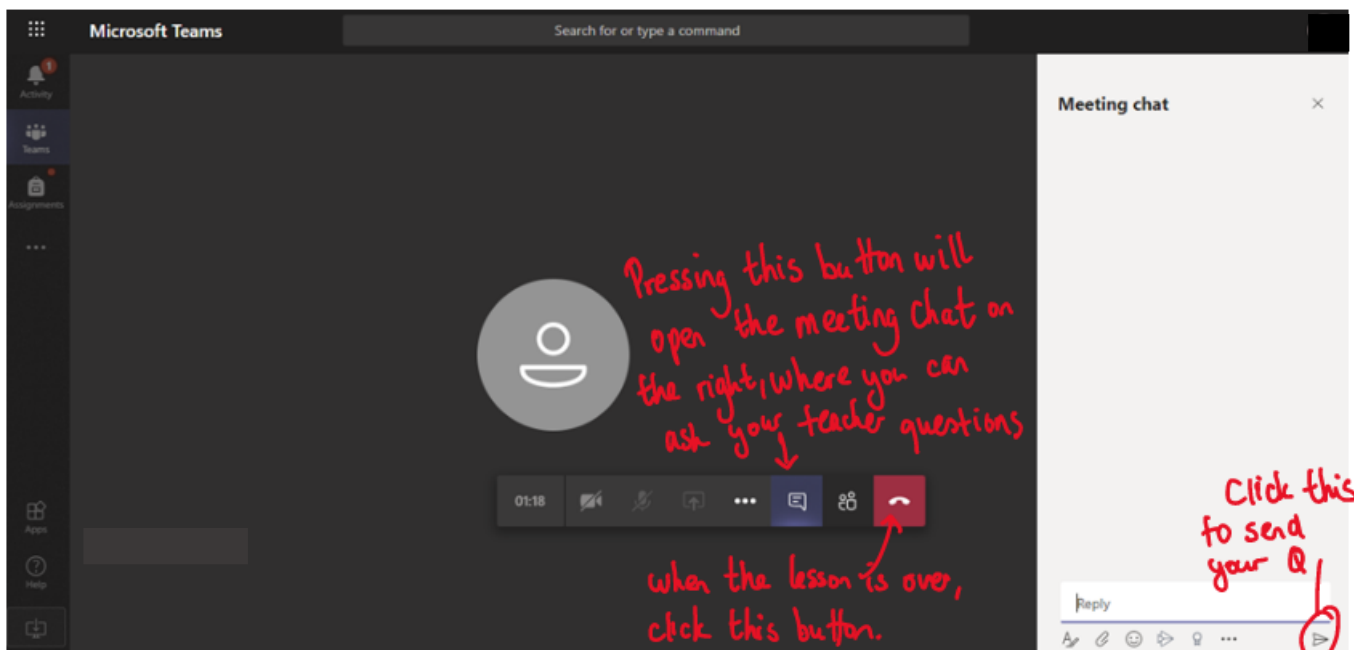 Microsoft Teams
Search for or type a command
1
Activity
Teams
Assignments
Meeting chat
Pressing this button will
open the meeting chat on
the right, where you can
ask your teacher questions
01:18
Apps
Help
when the lesson is over,
click this button.
Click this
to send
your Q
Reply